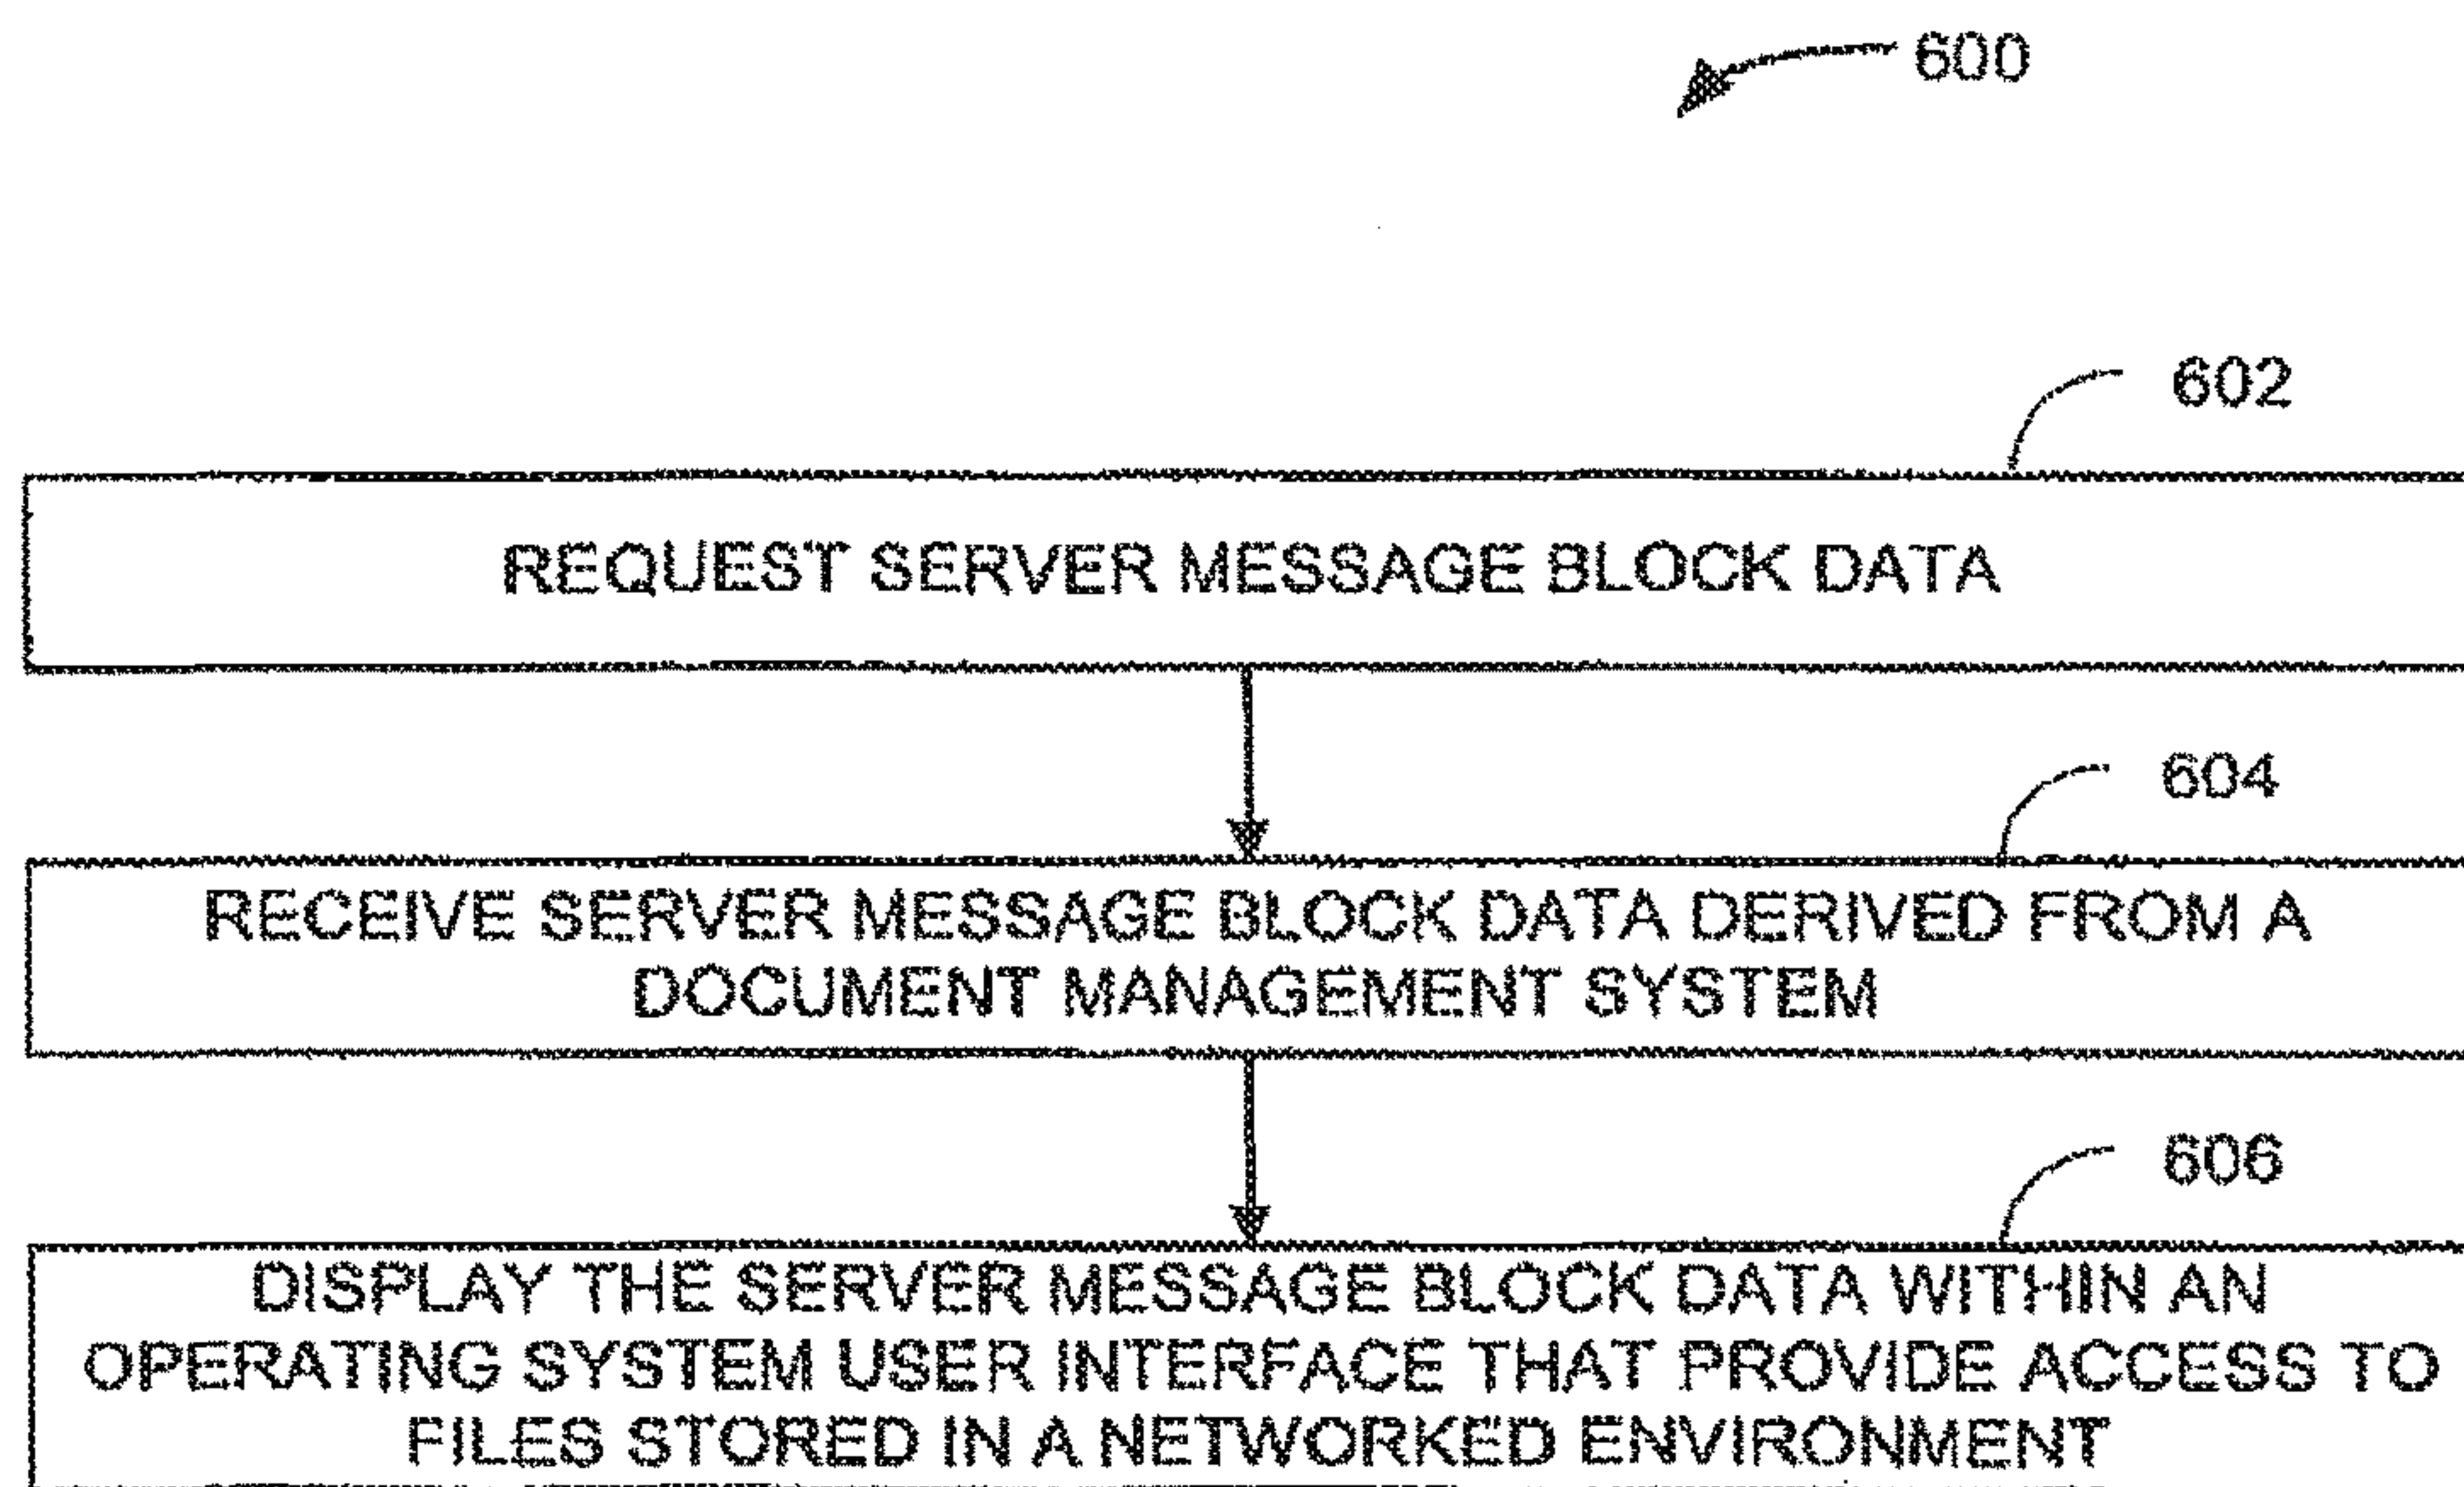 600
602
REQUEST SERVER MESSAGE BLOCK DATA
604
RECEIVE SERVER MESSAGE BLOCK DATA DERIVED FROM A
DOCUMENT MANAGEMENT SYSTEM
606
DISPLAY THE SERVER MESSAGE BLOCK DATA WITHIN AN
OPERATING SYSTEM USER INTERFACE THAT PROVIDE ACCESS TO
FILES STORED IN A NETWORKED ENVIRONMENT